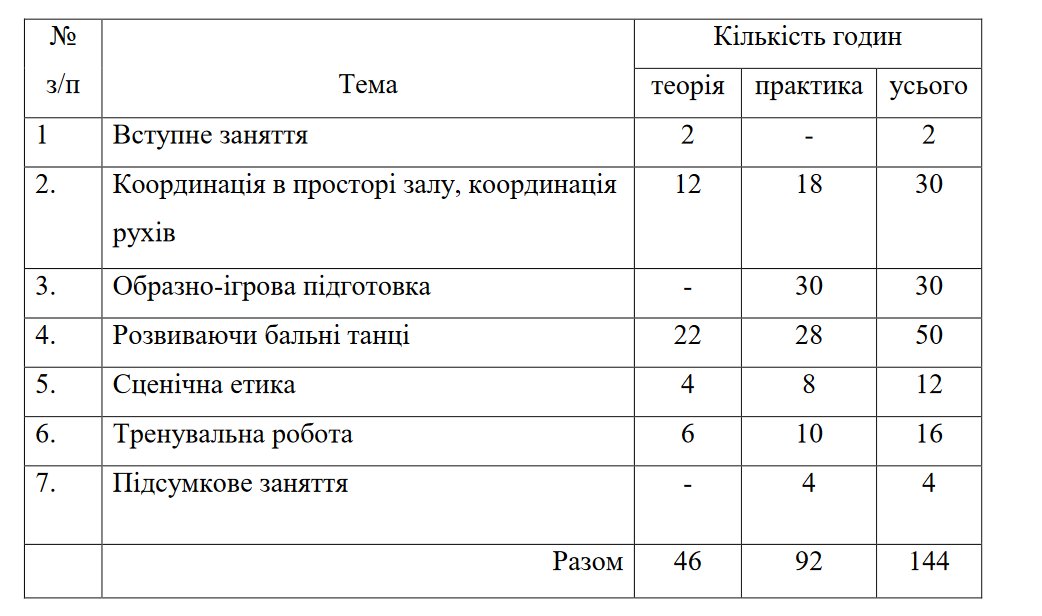 № з/п Тема Кількість годин
теорія практика усього
1 Вступне заняття 2 - 2
2. Координація в просторі залу, координація 12 18 30
рухів
3. Образно-ігрова підготовка - 30 30
4. Розвиваючи бальні танці 22 28 50
5. Сценічна етика 4 8 12
6. Тренувальна робота 6 10 16
7. Підсумкове заняття - 4 4
Разом 46 92 144